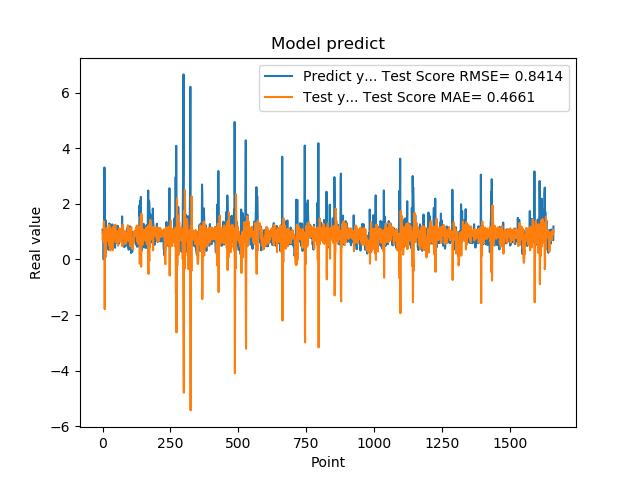 Model predict
Predict y... Test Score RMSE= 0.8414
Test y... Test Score MAE= 0.4661
6
4
2
0
−2
−4
−6
Real value
0 250 500 750 1000 1250 1500
Point